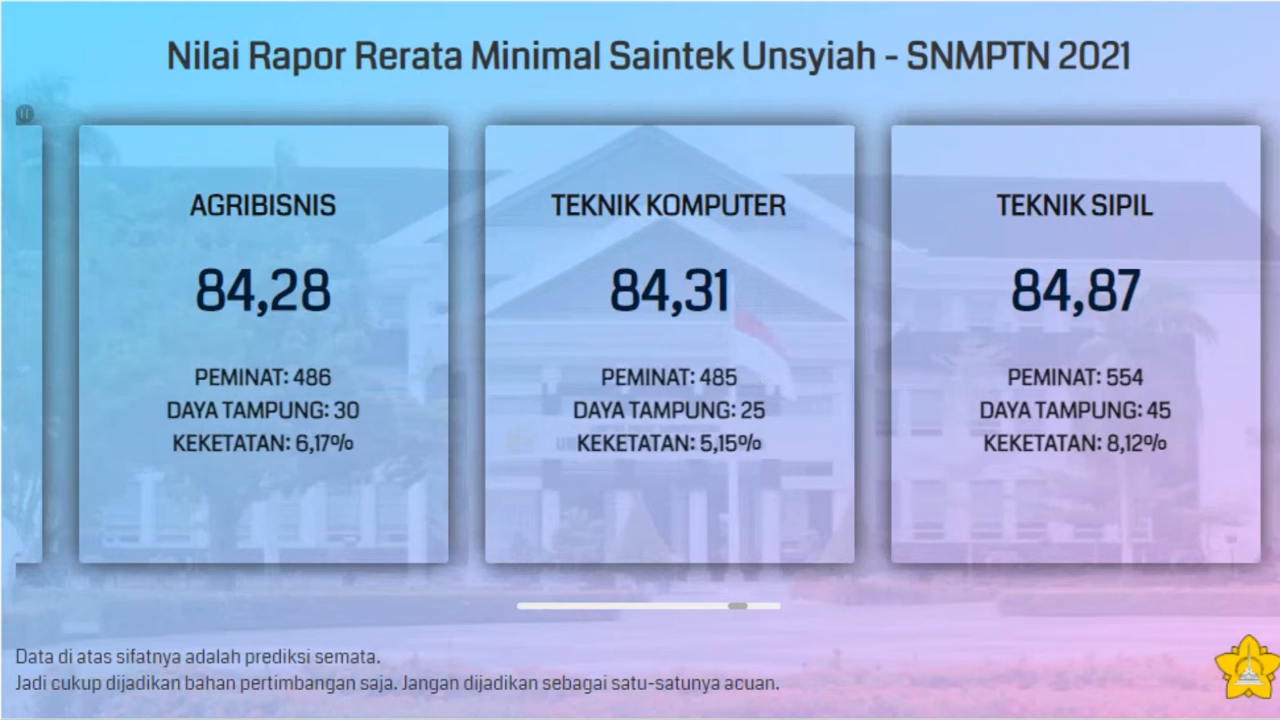 Nilai Rapor Rerata Minimal Saintek Unsyiah - SNMPTN 2021
AGRIBISNIS
84,28
PEMINAT: 486
DAYA TAMPUNG: 30
KEKETATAN: 6,17%
TEKNIK KOMPUTER
84,31
PEMINAT: 485
DAYA TAMPUNG: 25
KEKETATAN: 5,15%
TEKNIK SIPIL
84,87
PEMINAT: 554
DAYA TAMPUNG: 45
KEKETATAN: 8,12%
Data di atas sifatnya adalah prediksi semata.
Jadi cukup dijadikan bahan pertimbangan saja. Jangan dijadikan sebagai satu-satunya acuan.